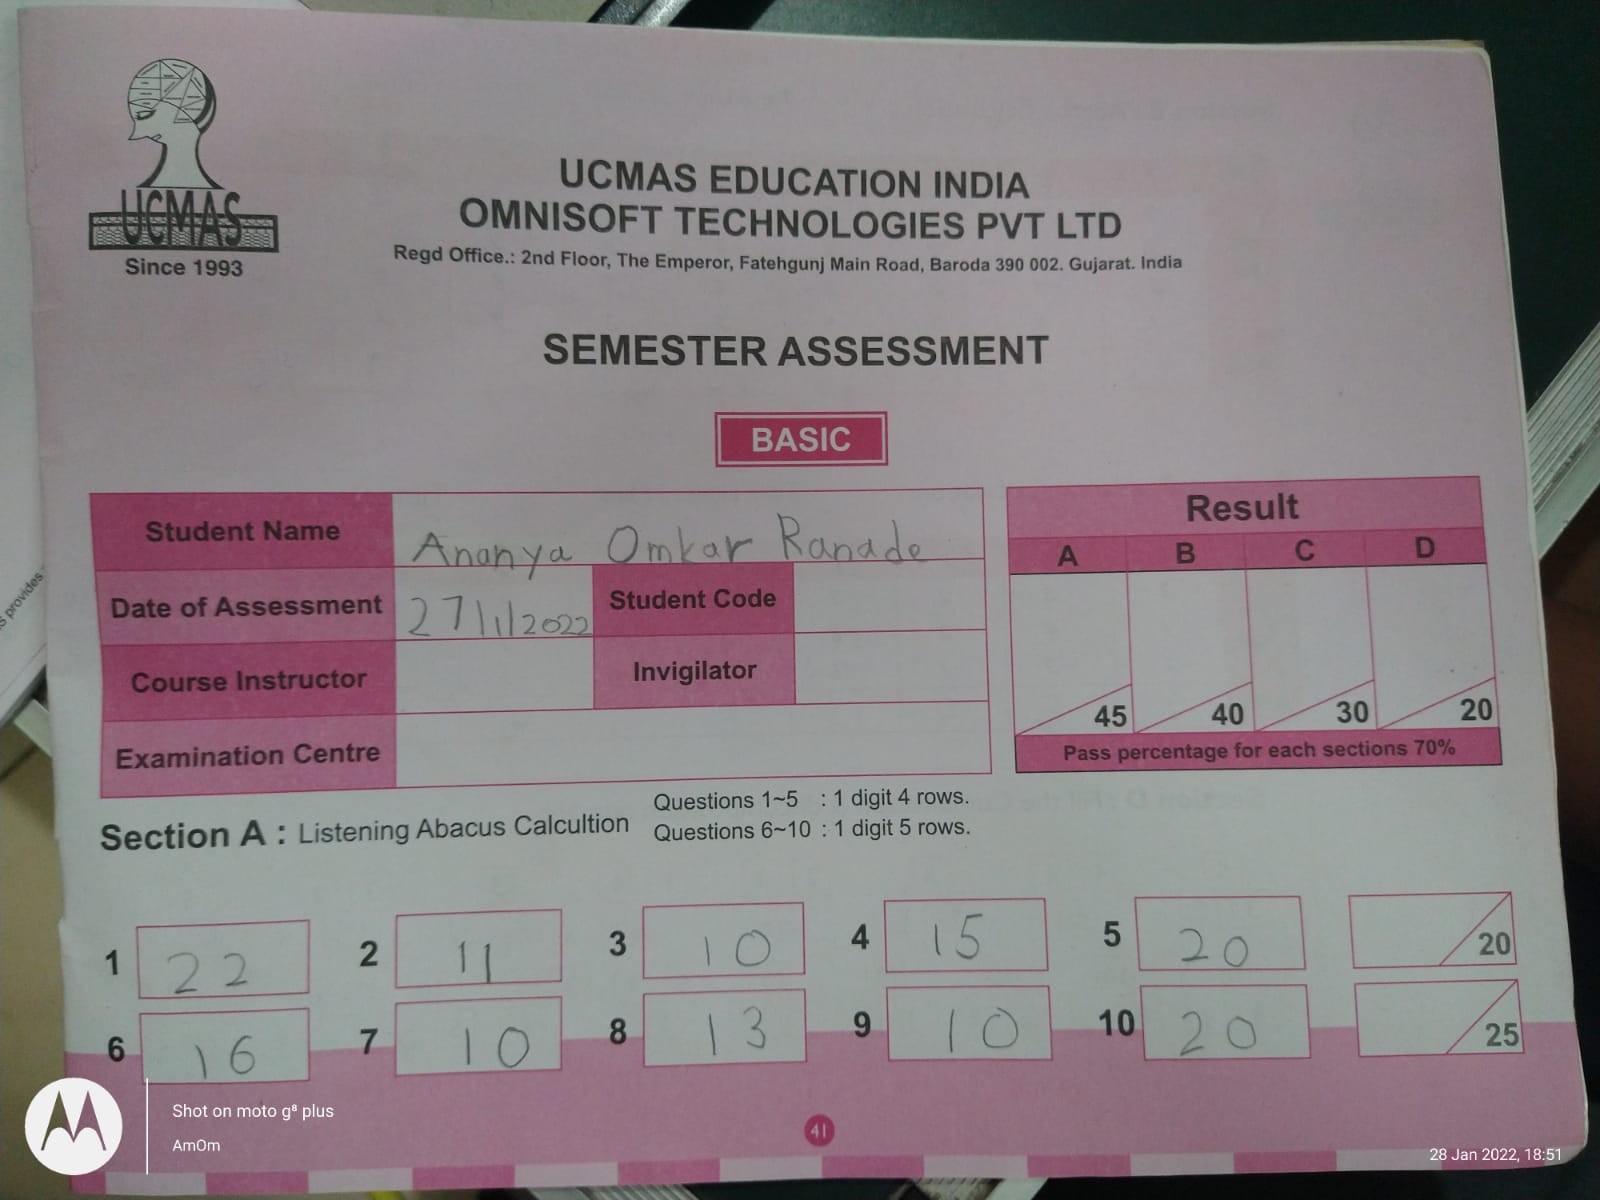 UCMAS
Since 1993
UCMAS EDUCATION INDIA
OMNISOFT TECHNOLOGIES PVT LTD
Regd Office.: 2nd Floor, The Emperor, Fatehgunj Main Road, Baroda 390 002. Gujarat. India
SEMESTER ASSESSMENT
BASIC
Student Name Ananya Omkar Ranade
Date of Assessment 27/1/2022 Student Code
Course Instructor Invigilator
Examination Centre
Result
A B C D
45 40 30 20
Pass percentage for each sections 70%
Section A : Listening Abacus Calcultion
Questions 1~5 : 1 digit 4 rows.
Questions 6~10 : 1 digit 5 rows.
1 22 2 11 3 10 4 15 5 20 20
6 16 7 10 8 13 9 10 10 20 25
41
Shot on moto g⁸ plus
AmOm
28 Jan 2022, 18:51
s provides